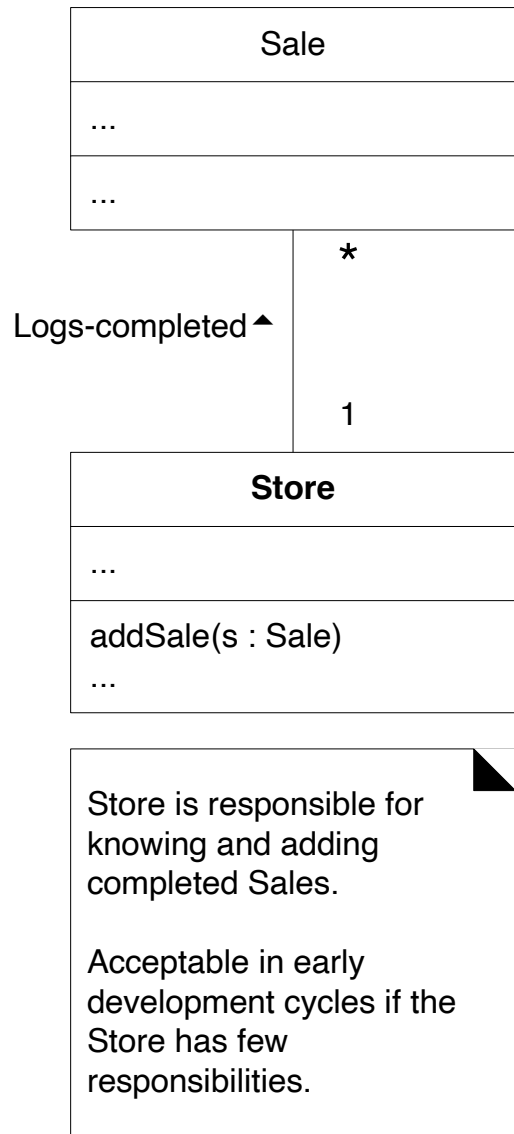 Sale
...
...
*
Logs-completed
1
Store
...
addSale(s : Sale)
...
Store is responsible for
knowing and adding
completed Sales.
Acceptable in early
development cycles if the
Store has few
responsibilities.